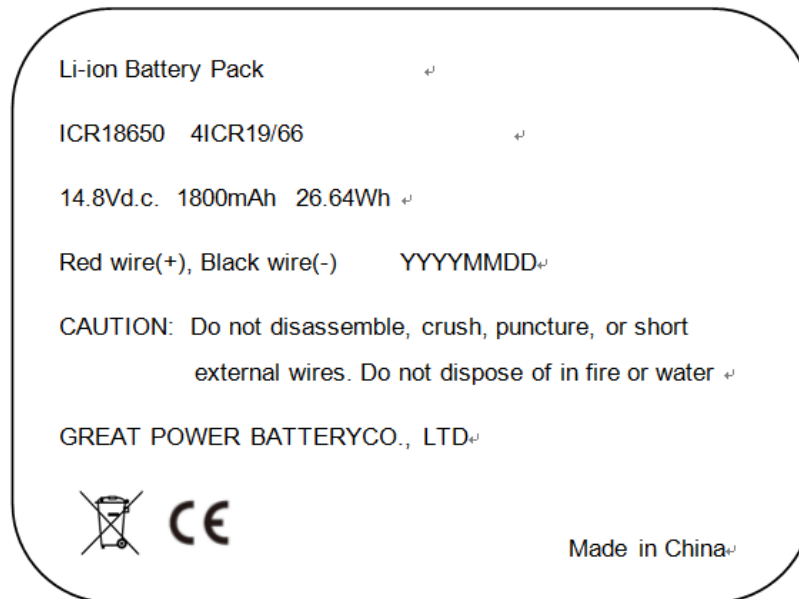 Li-ion Battery Pack
ICR18650 4ICR19/66
14.8Vd.c. 1800mAh 26.64Wh
Red wire(+), Black wire(-) YYYYMMDD
CAUTION: Do not disassemble, crush, puncture, or short
external wires. Do not dispose of in fire or water
GREAT POWER BATTERYCO., LTD
CE
Made in China